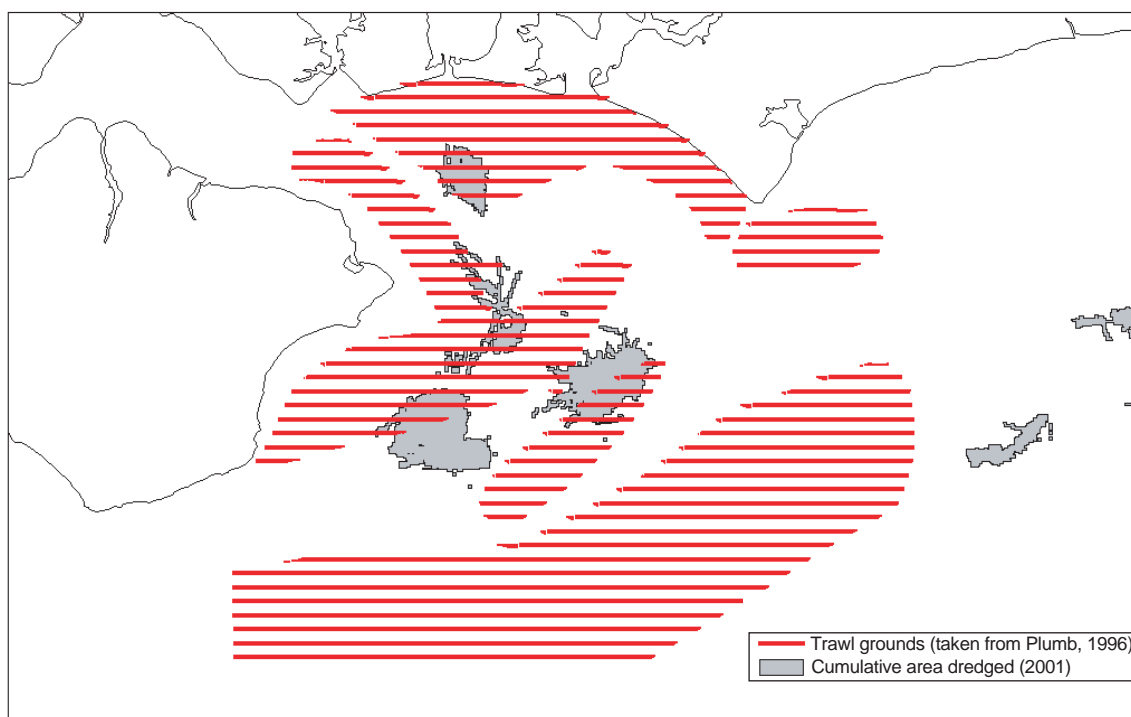 Trawl grounds (taken from Plumb, 1996)
Cumulative area dredged (2001)